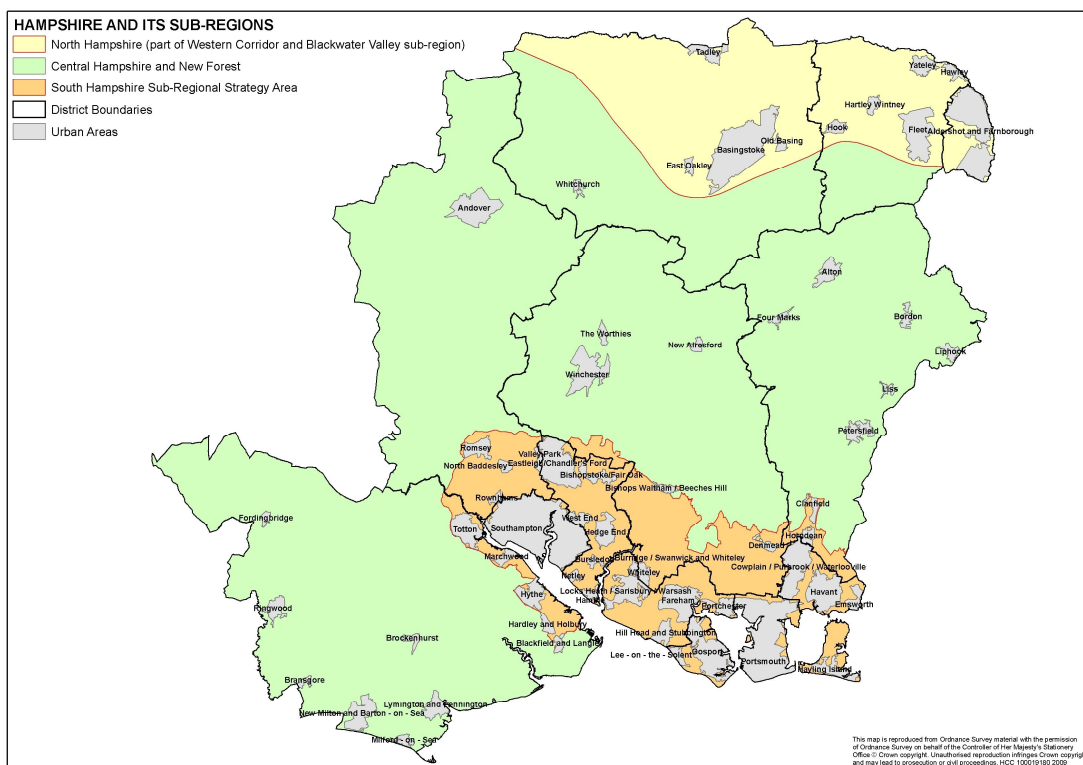 HAMPSHIRE AND ITS SUB-REGIONS
North Hampshire (part of Western Corridor and Blackwater Valley sub-region)
Central Hampshire and New Forest
South Hampshire Sub-Regional Strategy Area
District Boundaries
Urban Areas
Tadley
Yateley
Hawley
Hartley Wintney
Hook
Fleet
Aldershot and Farnborough
Old Basing
Basingstoke
East Oakley
Whitchurch
Andover
Alton
Four Marks
Bordon
The Worthies
New Alresford
Liphook
Winchester
Liss
Petersfield
Romsey
Valley Park
North Baddesley
Eastleigh/Chandler's Ford
Bishopstoke/Fair Oak
Bishops Waltham / Beeches Hill
Rownhams
Clanfield
Fordingbridge
Totton
Southampton
West End
Hedge End
Horndean
Denmead
Marchwood
Bursledon
Burridge / Swanwick and Whiteley
Cowplain / Purbrook / Waterlooville
Netley
Whiteley
Hythe
Locks Heath / Sarisbury / Warsash
Hamble
Fareham
Portchester
Havant
Emsworth
Ringwood
Hardley and Holbury
Hill Head and Stubbington
Brockenhurst
Blackfield and Langley
Lee - on - the - Solent
Gosport
Portsmouth
Hayling Island
Bransgore
Lymington and Pennington
New Milton and Barton - on - Sea
Milford - on - Sea
This map is reproduced from Ordnance Survey material with the permission
of Ordnance Survey on behalf of the Controller of Her Majesty's Stationery
Office © Crown copyright. Unauthorised reproduction infringes Crown copyright
and may lead to prosecution or civil proceedings. HCC 100019180 2009